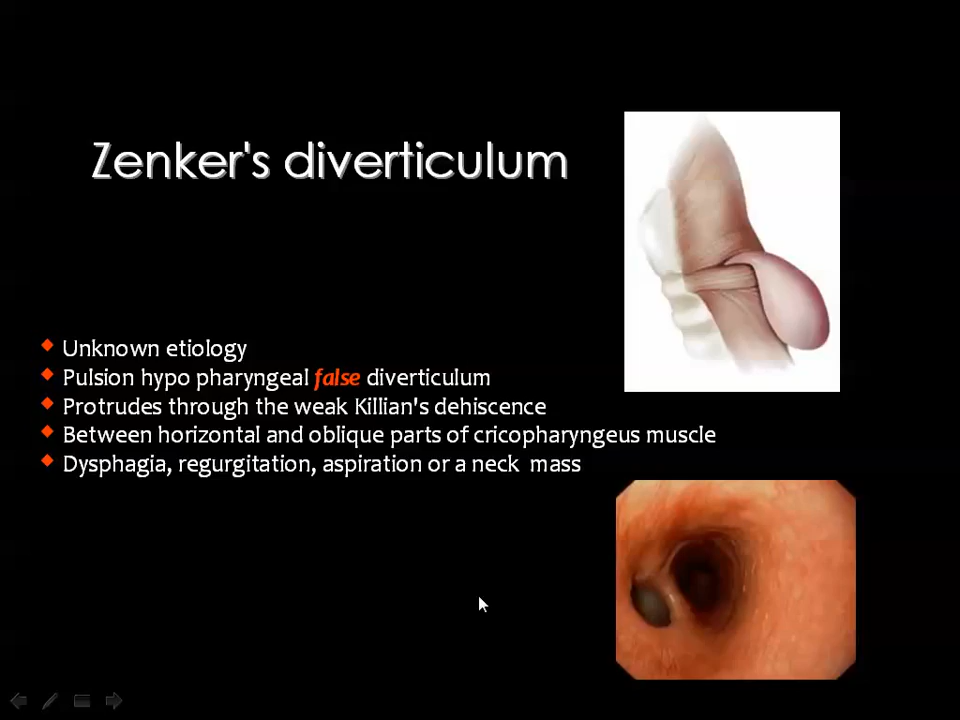 Zenker's diverticulum
Unknown etiology
Pulsion hypo pharyngeal false diverticulum
Protrudes through the weak Killian's dehiscence
Between horizontal and oblique parts of cricopharyngeus muscle
Dysphagia, regurgitation, aspiration or a neck mass